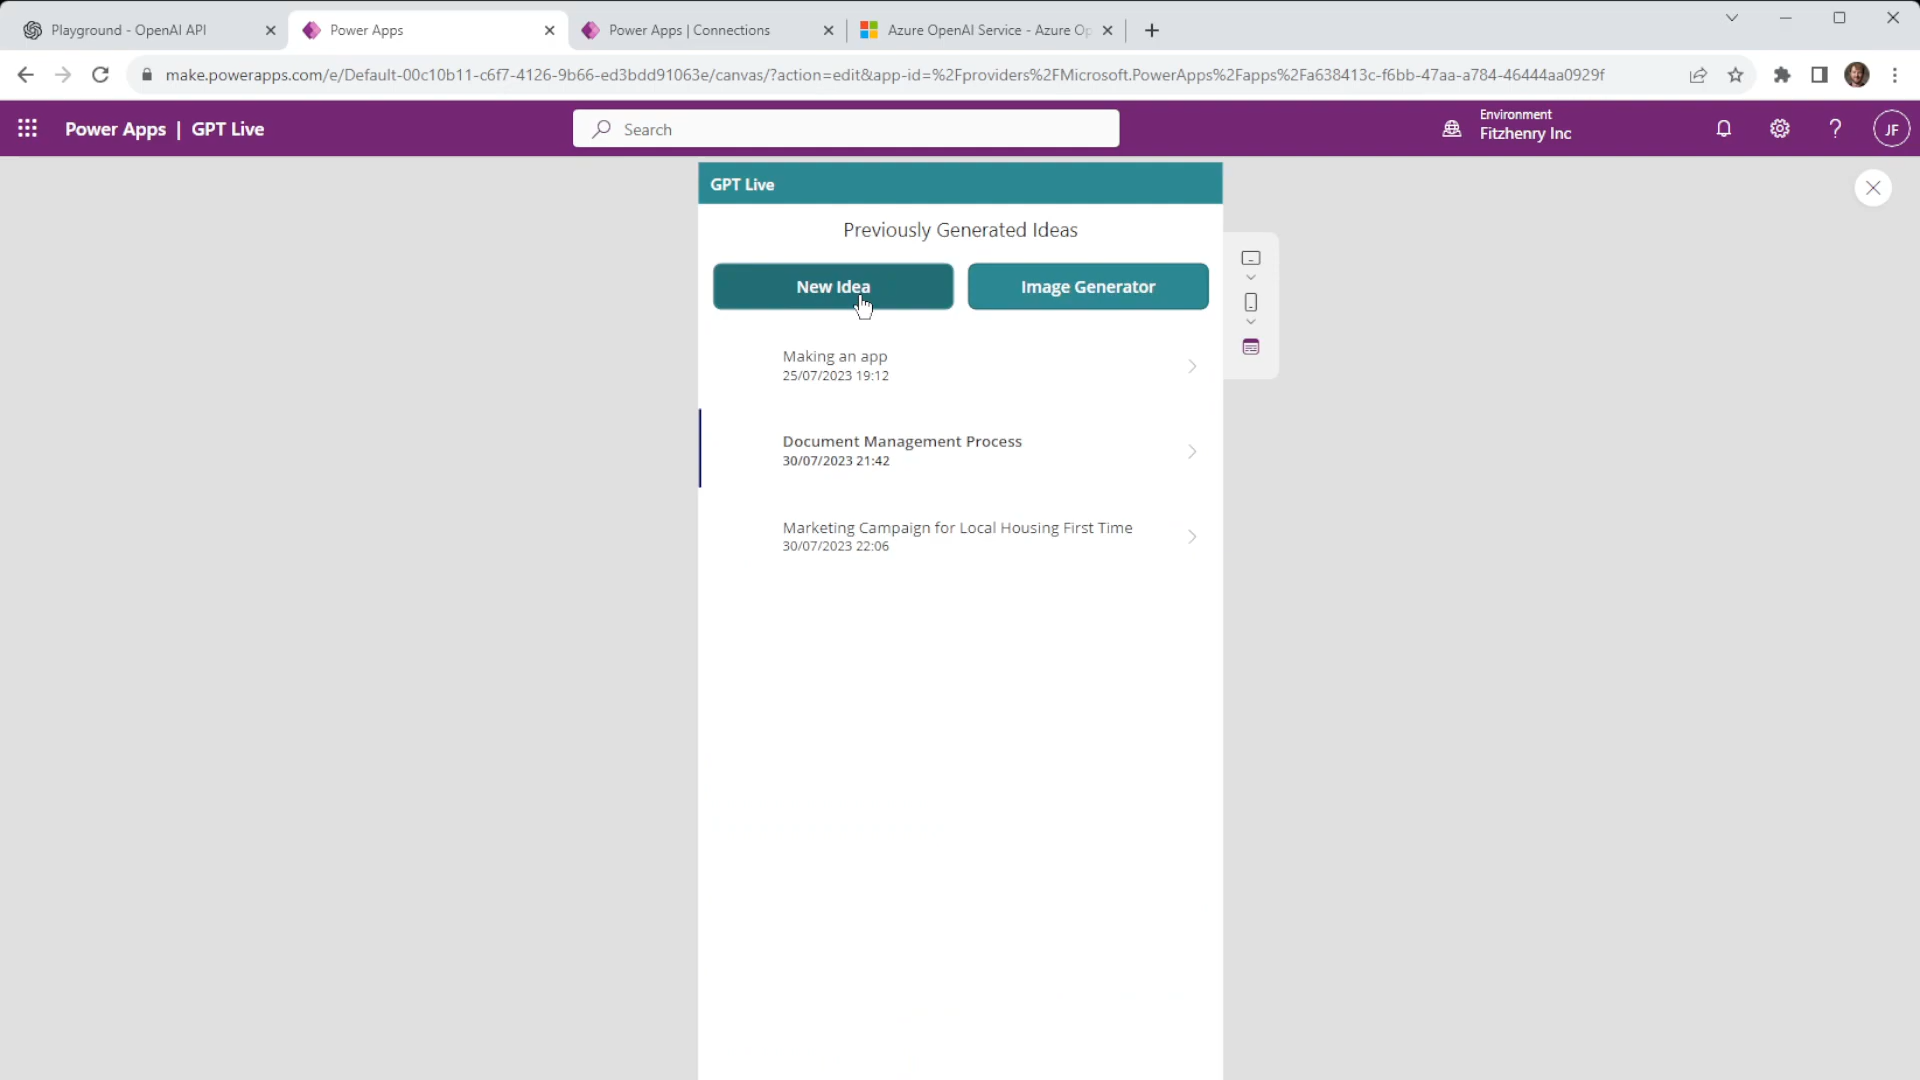 Playground - OpenAI API
Power Apps
Power Apps | Connections
Azure OpenAI Service - Azure Op
make.powerapps.com/e/Default-00c10b11-c6f7-4126-9b66-ed3bdd91063e/canvas/?action=edit&app-id=%2Fproviders%2FMicrosoft.PowerApps%2Fapps%2Fa638413c-f6bb-47aa-a784-46444aa0929f
Power Apps | GPT Live
Search
Environment
Fitzhenry Inc
JF
GPT Live
Previously Generated Ideas
New Idea
Image Generator
Making an app
25/07/2023 19:12
Document Management Process
30/07/2023 21:42
Marketing Campaign for Local Housing First Time
30/07/2023 22:06